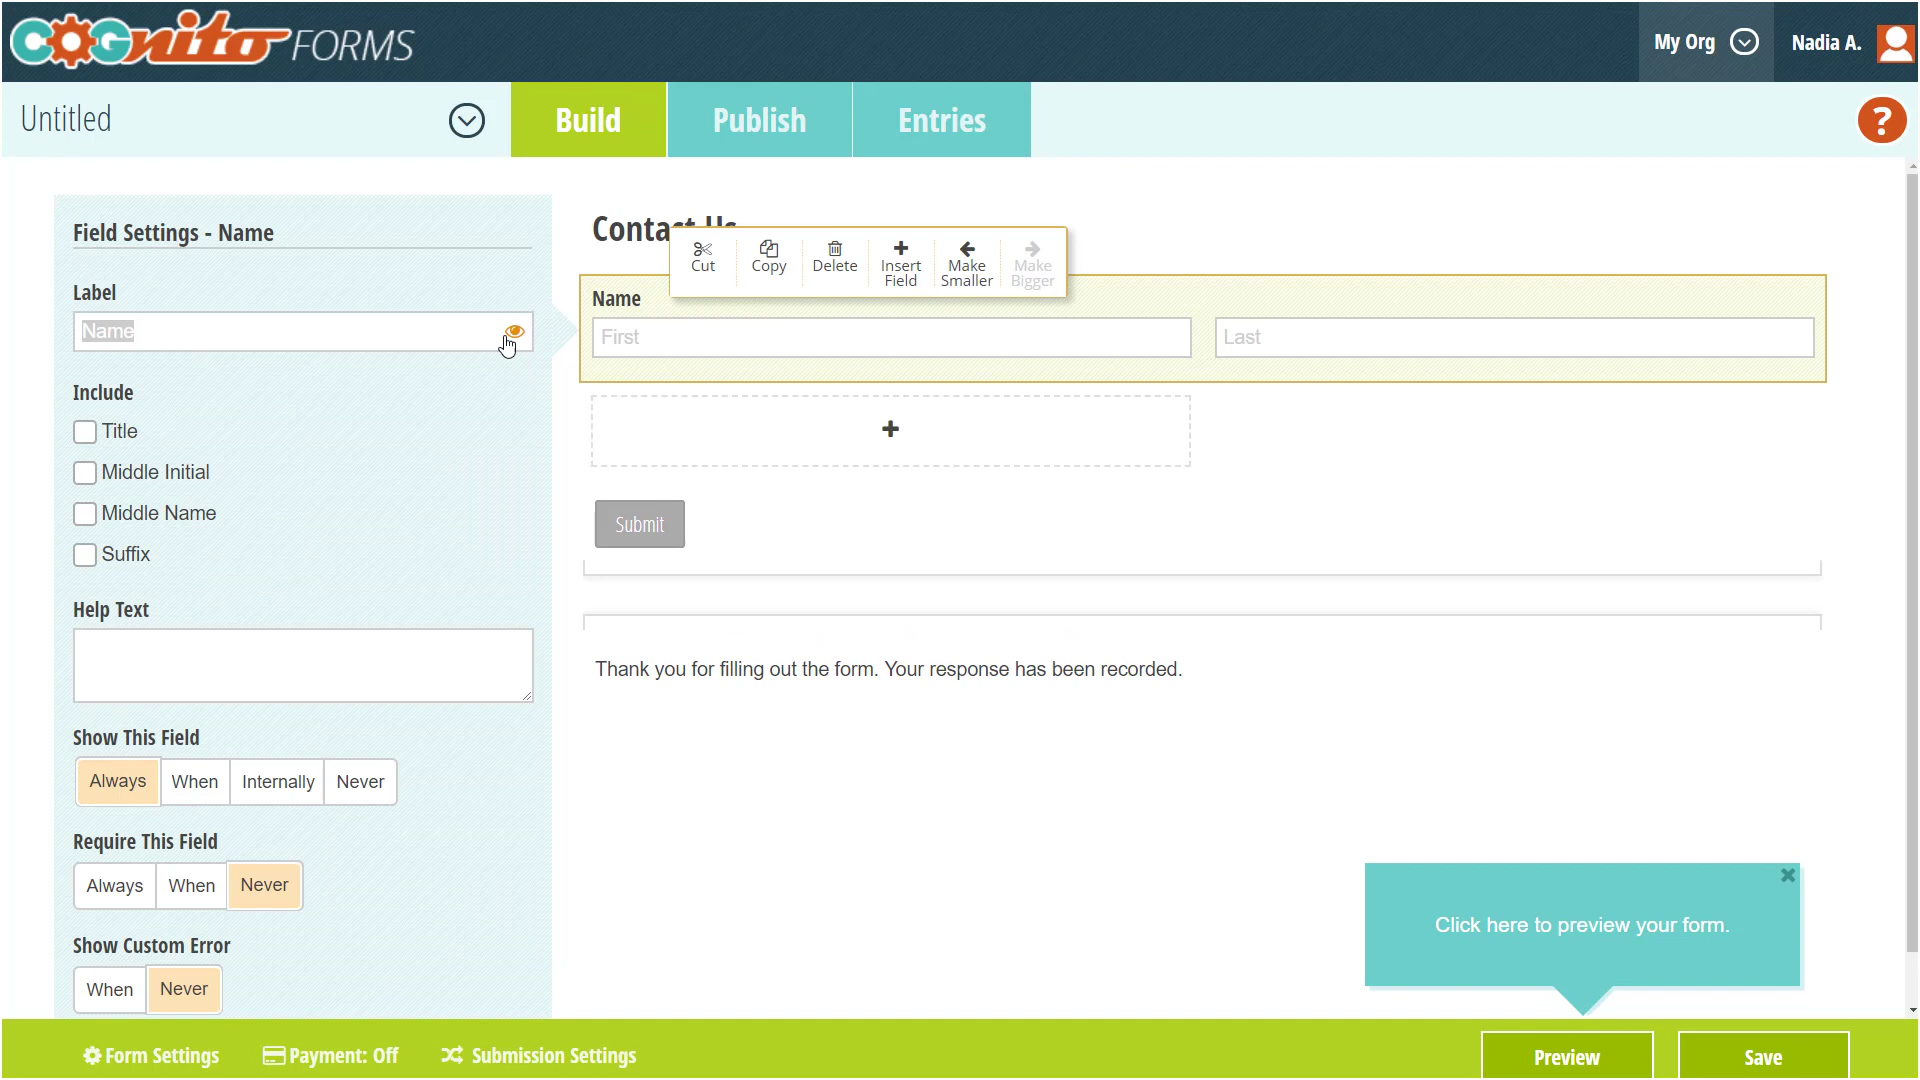 COGnito FORMS
My Org
Nadia A.
Untitled
Build
Publish
Entries
?
Field Settings - Name
Label
Name
Include
Title
Middle Initial
Middle Name
Suffix
Help Text
Show This Field
Always When Internally Never
Require This Field
Always When Never
Show Custom Error
When Never
Contact Us
Cut
Copy
Delete
Insert Field
Make Smaller
Make Bigger
Name
First
Last
Submit
Thank you for filling out the form. Your response has been recorded.
Click here to preview your form.
Form Settings
Payment: Off
Submission Settings
Preview
Save